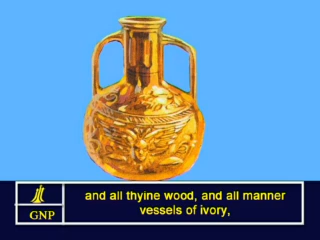 and all thyine wood, and all manner
vessels of ivory,
GNP